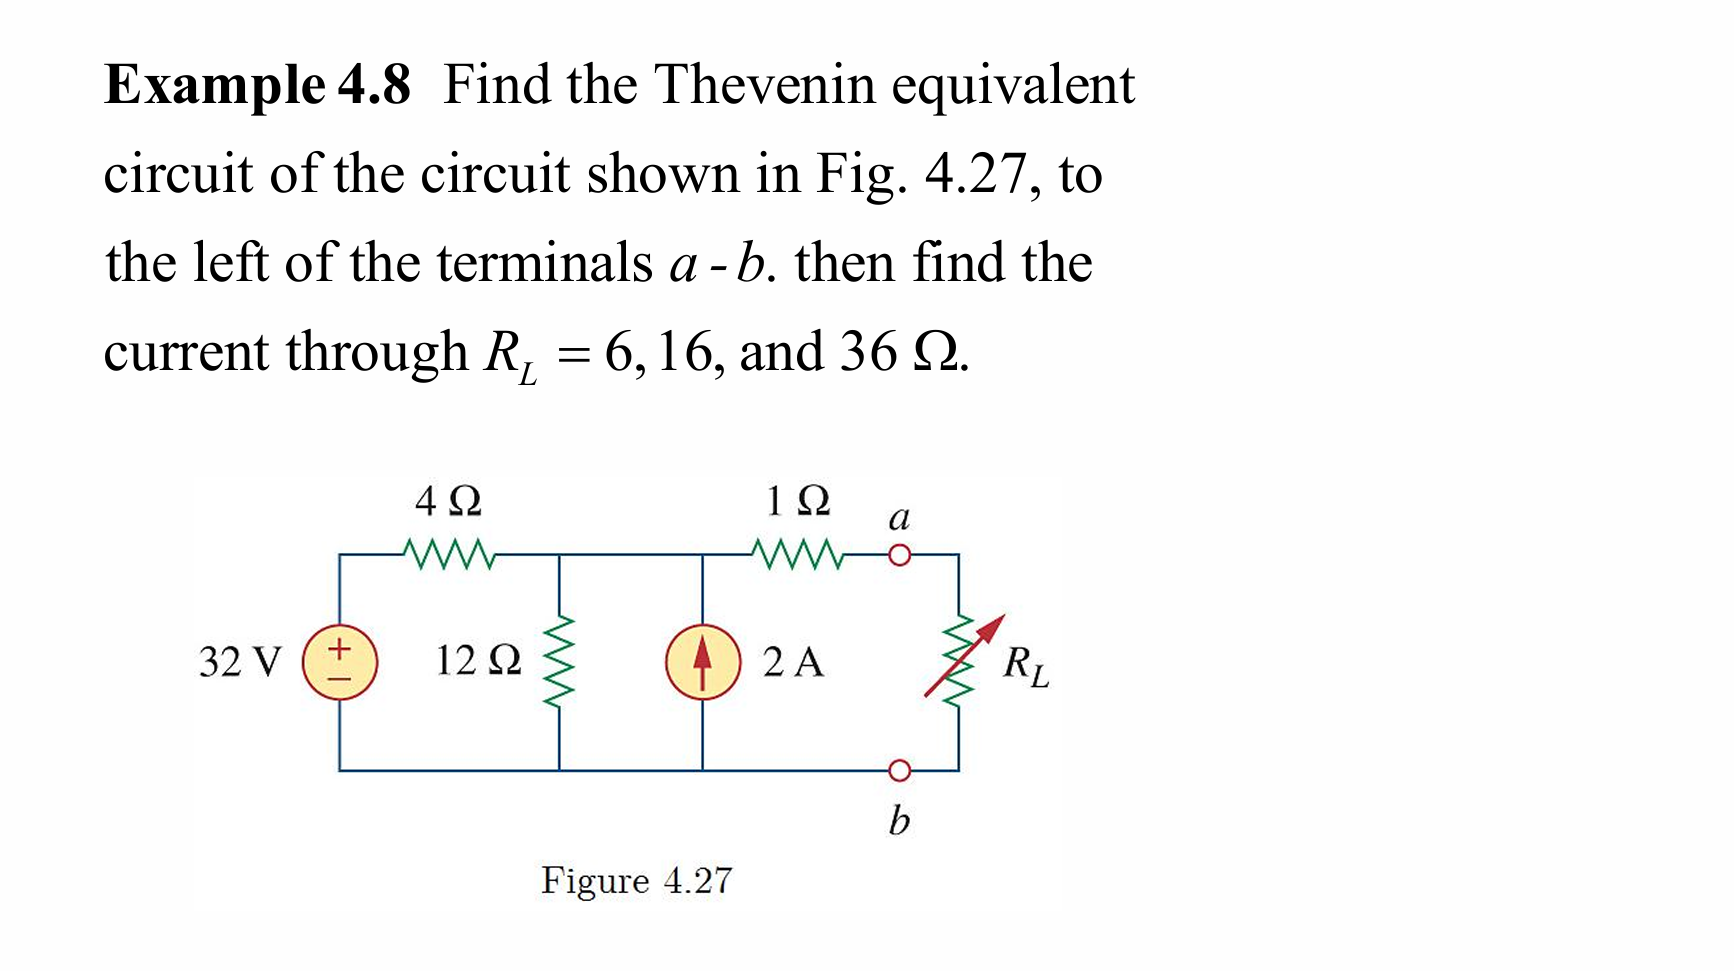 Example 4.8 Find the Thevenin equivalent
circuit of the circuit shown in Fig. 4.27, to
the left of the terminals a - b. then find the
current through R_L = 6, 16, and 36 Ω.
4 Ω
1 Ω
a
32 V
+
−
12 Ω
2 A
R_L
b
Figure 4.27